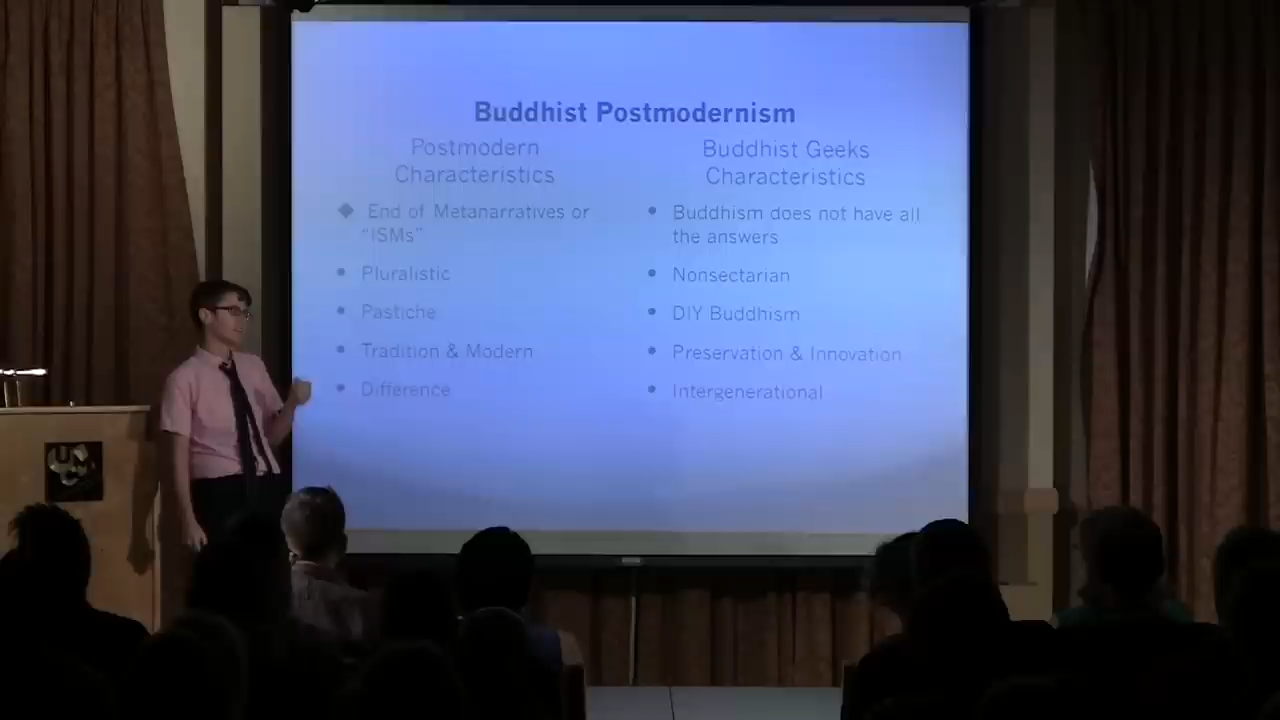 Buddhist Postmodernism
Postmodern
Characteristics
End of Metanarratives or
“ISMs”
Pluralistic
Pastiche
Tradition & Modern
Difference
Buddhist Geeks
Characteristics
Buddhism does not have all
the answers
Nonsectarian
DIY Buddhism
Preservation & Innovation
Intergenerational